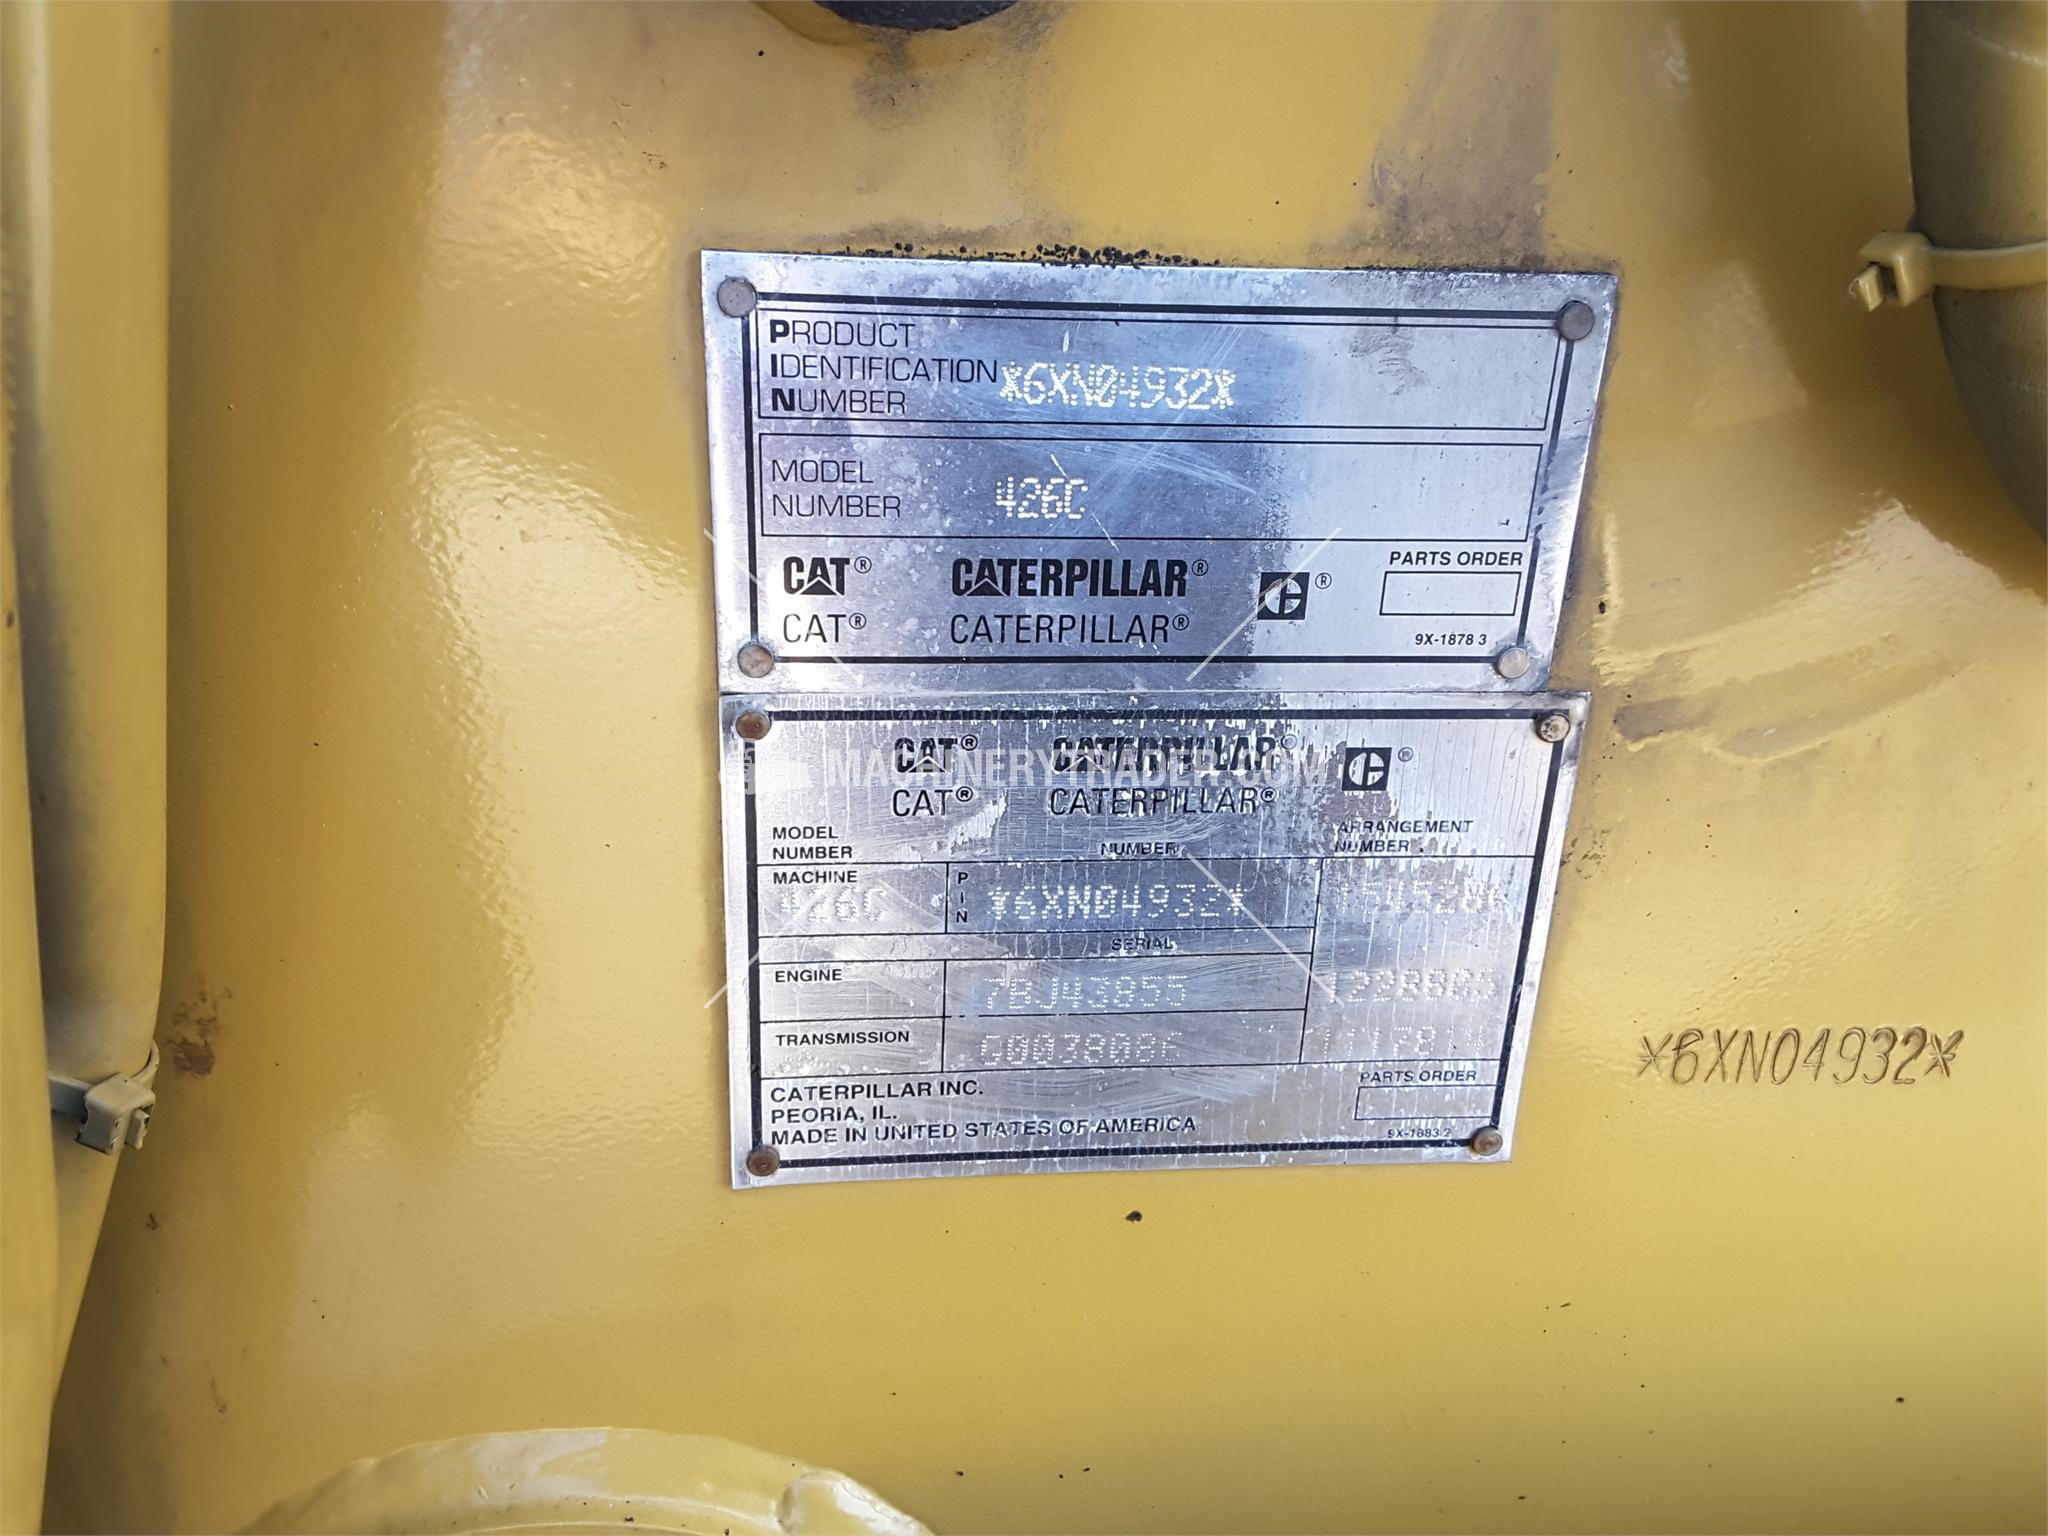 PRODUCT
IDENTIFICATION
NUMBER
*6XN04932*
MODEL
NUMBER
426C
CAT® CATERPILLAR® ®
CAT® CATERPILLAR®
PARTS ORDER
9X-1878 3
CAT® CATERPILLAR® ®
MACHINERYTRADER.COM
CAT® CATERPILLAR®
MODEL
NUMBER
NUMBER
ARRANGEMENT
NUMBER
MACHINE
426C
PIN
*6XN04932*
SERIAL
ENGINE
7BJ43855
TRANSMISSION
PARTS ORDER
CATERPILLAR INC.
PEORIA, IL.
MADE IN UNITED STATES OF AMERICA
9X-1883 2
*6XN04932*